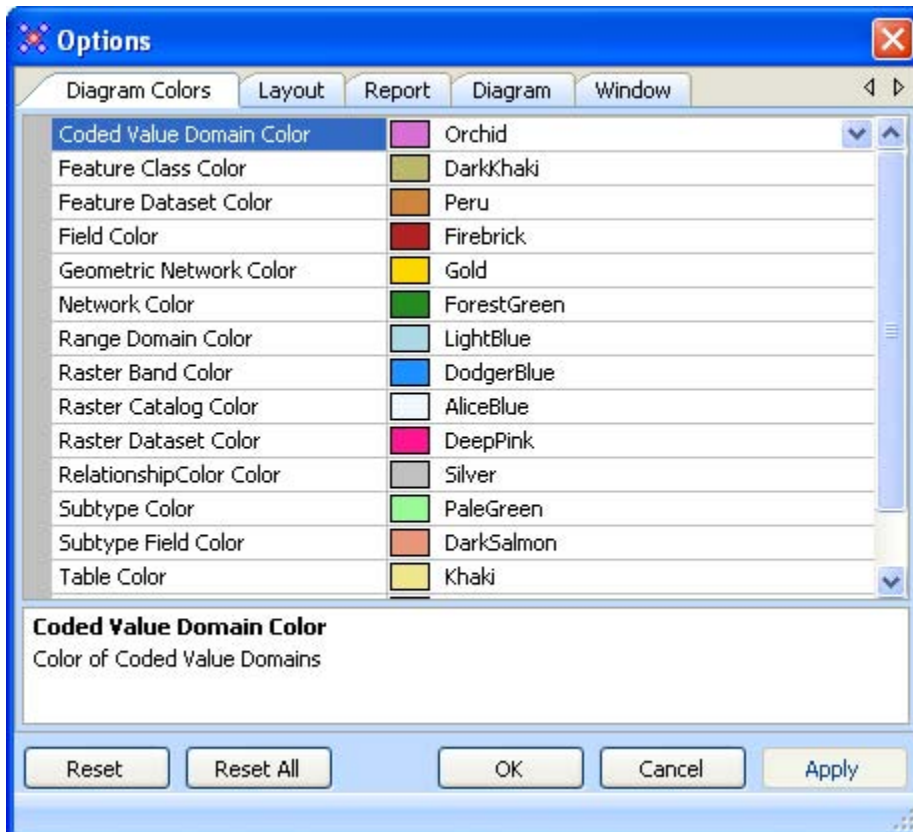 Options
Diagram Colors Layout Report Diagram Window
Coded Value Domain Color Orchid
Feature Class Color DarkKhaki
Feature Dataset Color Peru
Field Color Firebrick
Geometric Network Color Gold
Network Color ForestGreen
Range Domain Color LightBlue
Raster Band Color DodgerBlue
Raster Catalog Color AliceBlue
Raster Dataset Color DeepPink
RelationshipColor Color Silver
Subtype Color PaleGreen
Subtype Field Color DarkSalmon
Table Color Khaki
Coded Value Domain Color
Color of Coded Value Domains
Reset Reset All OK Cancel Apply